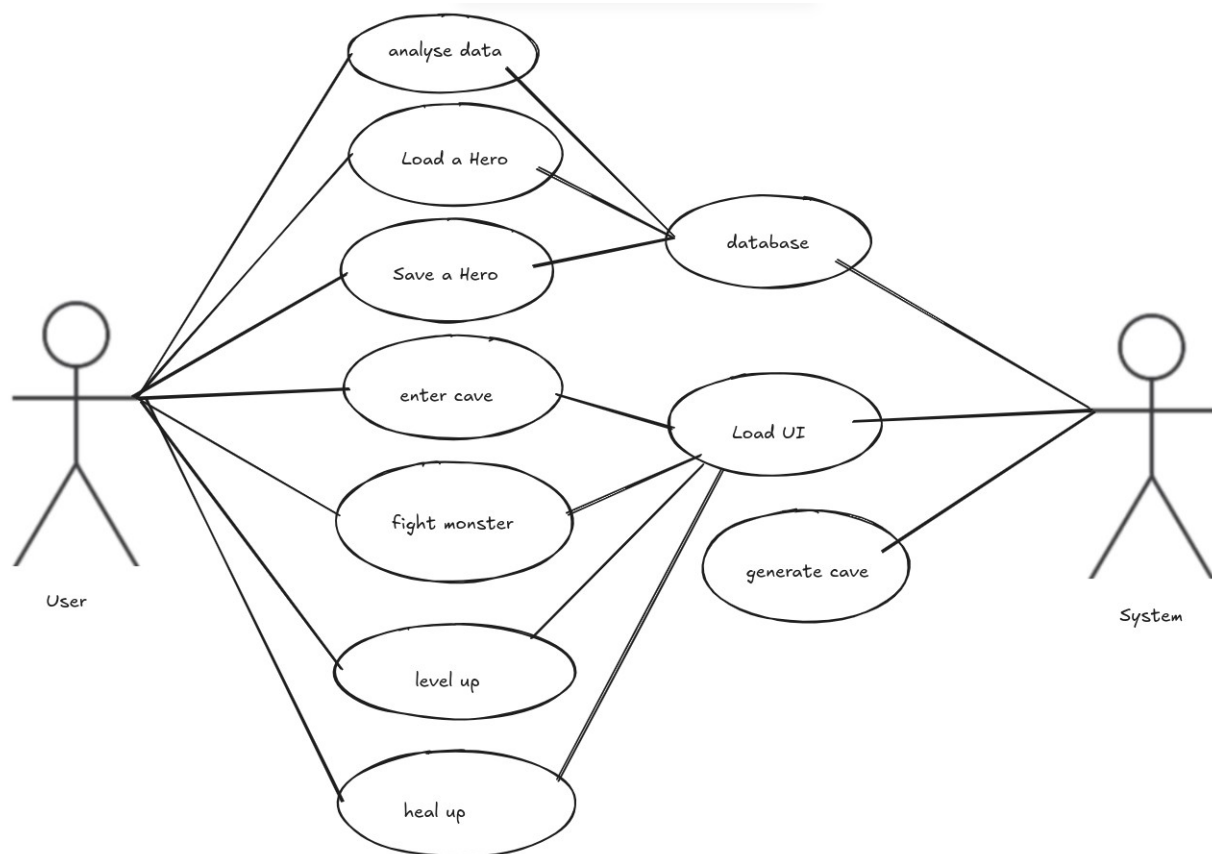 analyse data
Load a Hero
Save a Hero
database
enter cave
Load UI
fight monster
generate cave
User
System
level up
heal up